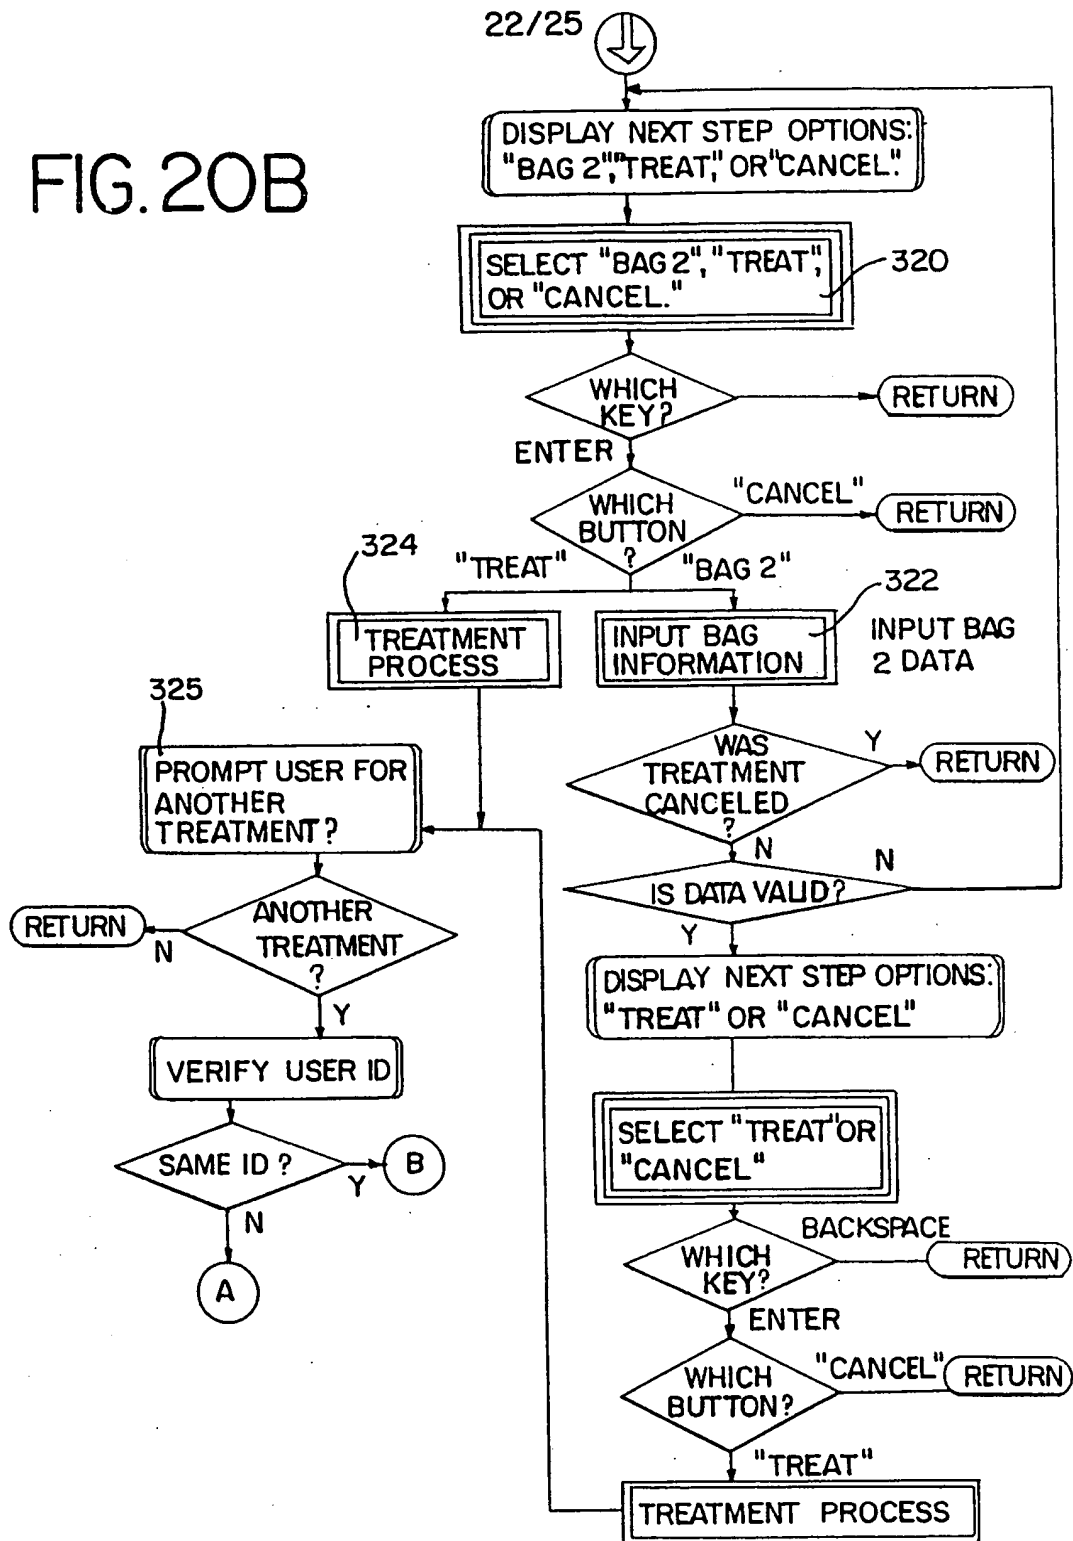 22/25
FIG. 20B
DISPLAY NEXT STEP OPTIONS:
"BAG 2","TREAT," OR "CANCEL."
SELECT "BAG 2", "TREAT",
OR "CANCEL."
320
WHICH
KEY?
RETURN
ENTER
WHICH
BUTTON
?
"CANCEL"
RETURN
324
"TREAT"
"BAG 2"
322
TREATMENT
PROCESS
INPUT BAG
INFORMATION
INPUT BAG
2 DATA
325
PROMPT USER FOR
ANOTHER
TREATMENT?
WAS
TREATMENT
CANCELED
?
Y
RETURN
N
IS DATA VALID?
N
Y
ANOTHER
TREATMENT
?
RETURN
N
Y
DISPLAY NEXT STEP OPTIONS:
"TREAT" OR "CANCEL"
VERIFY USER ID
SELECT "TREAT" OR
"CANCEL"
SAME ID?
Y
B
N
A
WHICH
KEY?
BACKSPACE
RETURN
ENTER
WHICH
BUTTON?
"CANCEL"
RETURN
"TREAT"
TREATMENT PROCESS